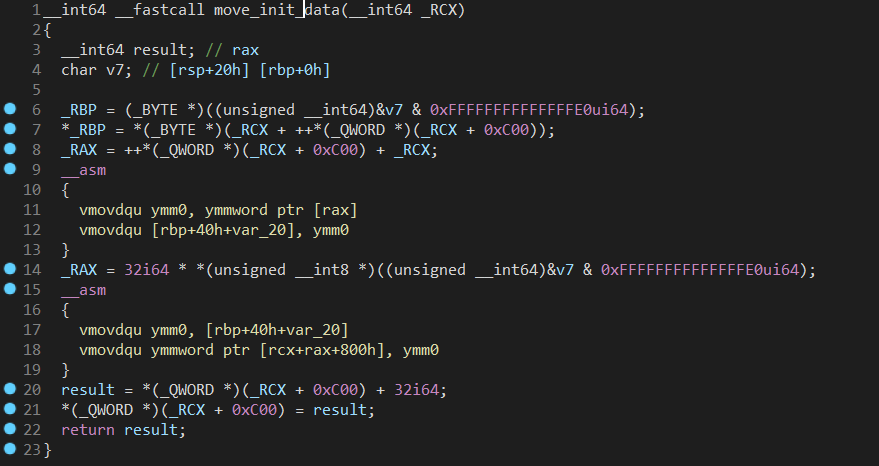 1 __int64 __fastcall move_init_data(__int64 _RCX)
2 {
3   __int64 result; // rax
4   char v7; // [rsp+20h] [rbp+0h]
5
6   _RBP = (_BYTE *)((unsigned __int64)&v7 & 0xFFFFFFFFFFFFFFE0ui64);
7   *_RBP = *(_BYTE *)(_RCX + ++*(_QWORD *)(_RCX + 0xC00));
8   _RAX = ++*(_QWORD *)(_RCX + 0xC00) + _RCX;
9   __asm
10   {
11     vmovdqu ymm0, ymmword ptr [rax]
12     vmovdqu [rbp+40h+var_20], ymm0
13   }
14   _RAX = 32i64 * *(unsigned __int8 *)((unsigned __int64)&v7 & 0xFFFFFFFFFFFFFFE0ui64);
15   __asm
16   {
17     vmovdqu ymm0, [rbp+40h+var_20]
18     vmovdqu ymmword ptr [rcx+rax+800h], ymm0
19   }
20   result = *(_QWORD *)(_RCX + 0xC00) + 32i64;
21   *(_QWORD *)(_RCX + 0xC00) = result;
22   return result;
23 }